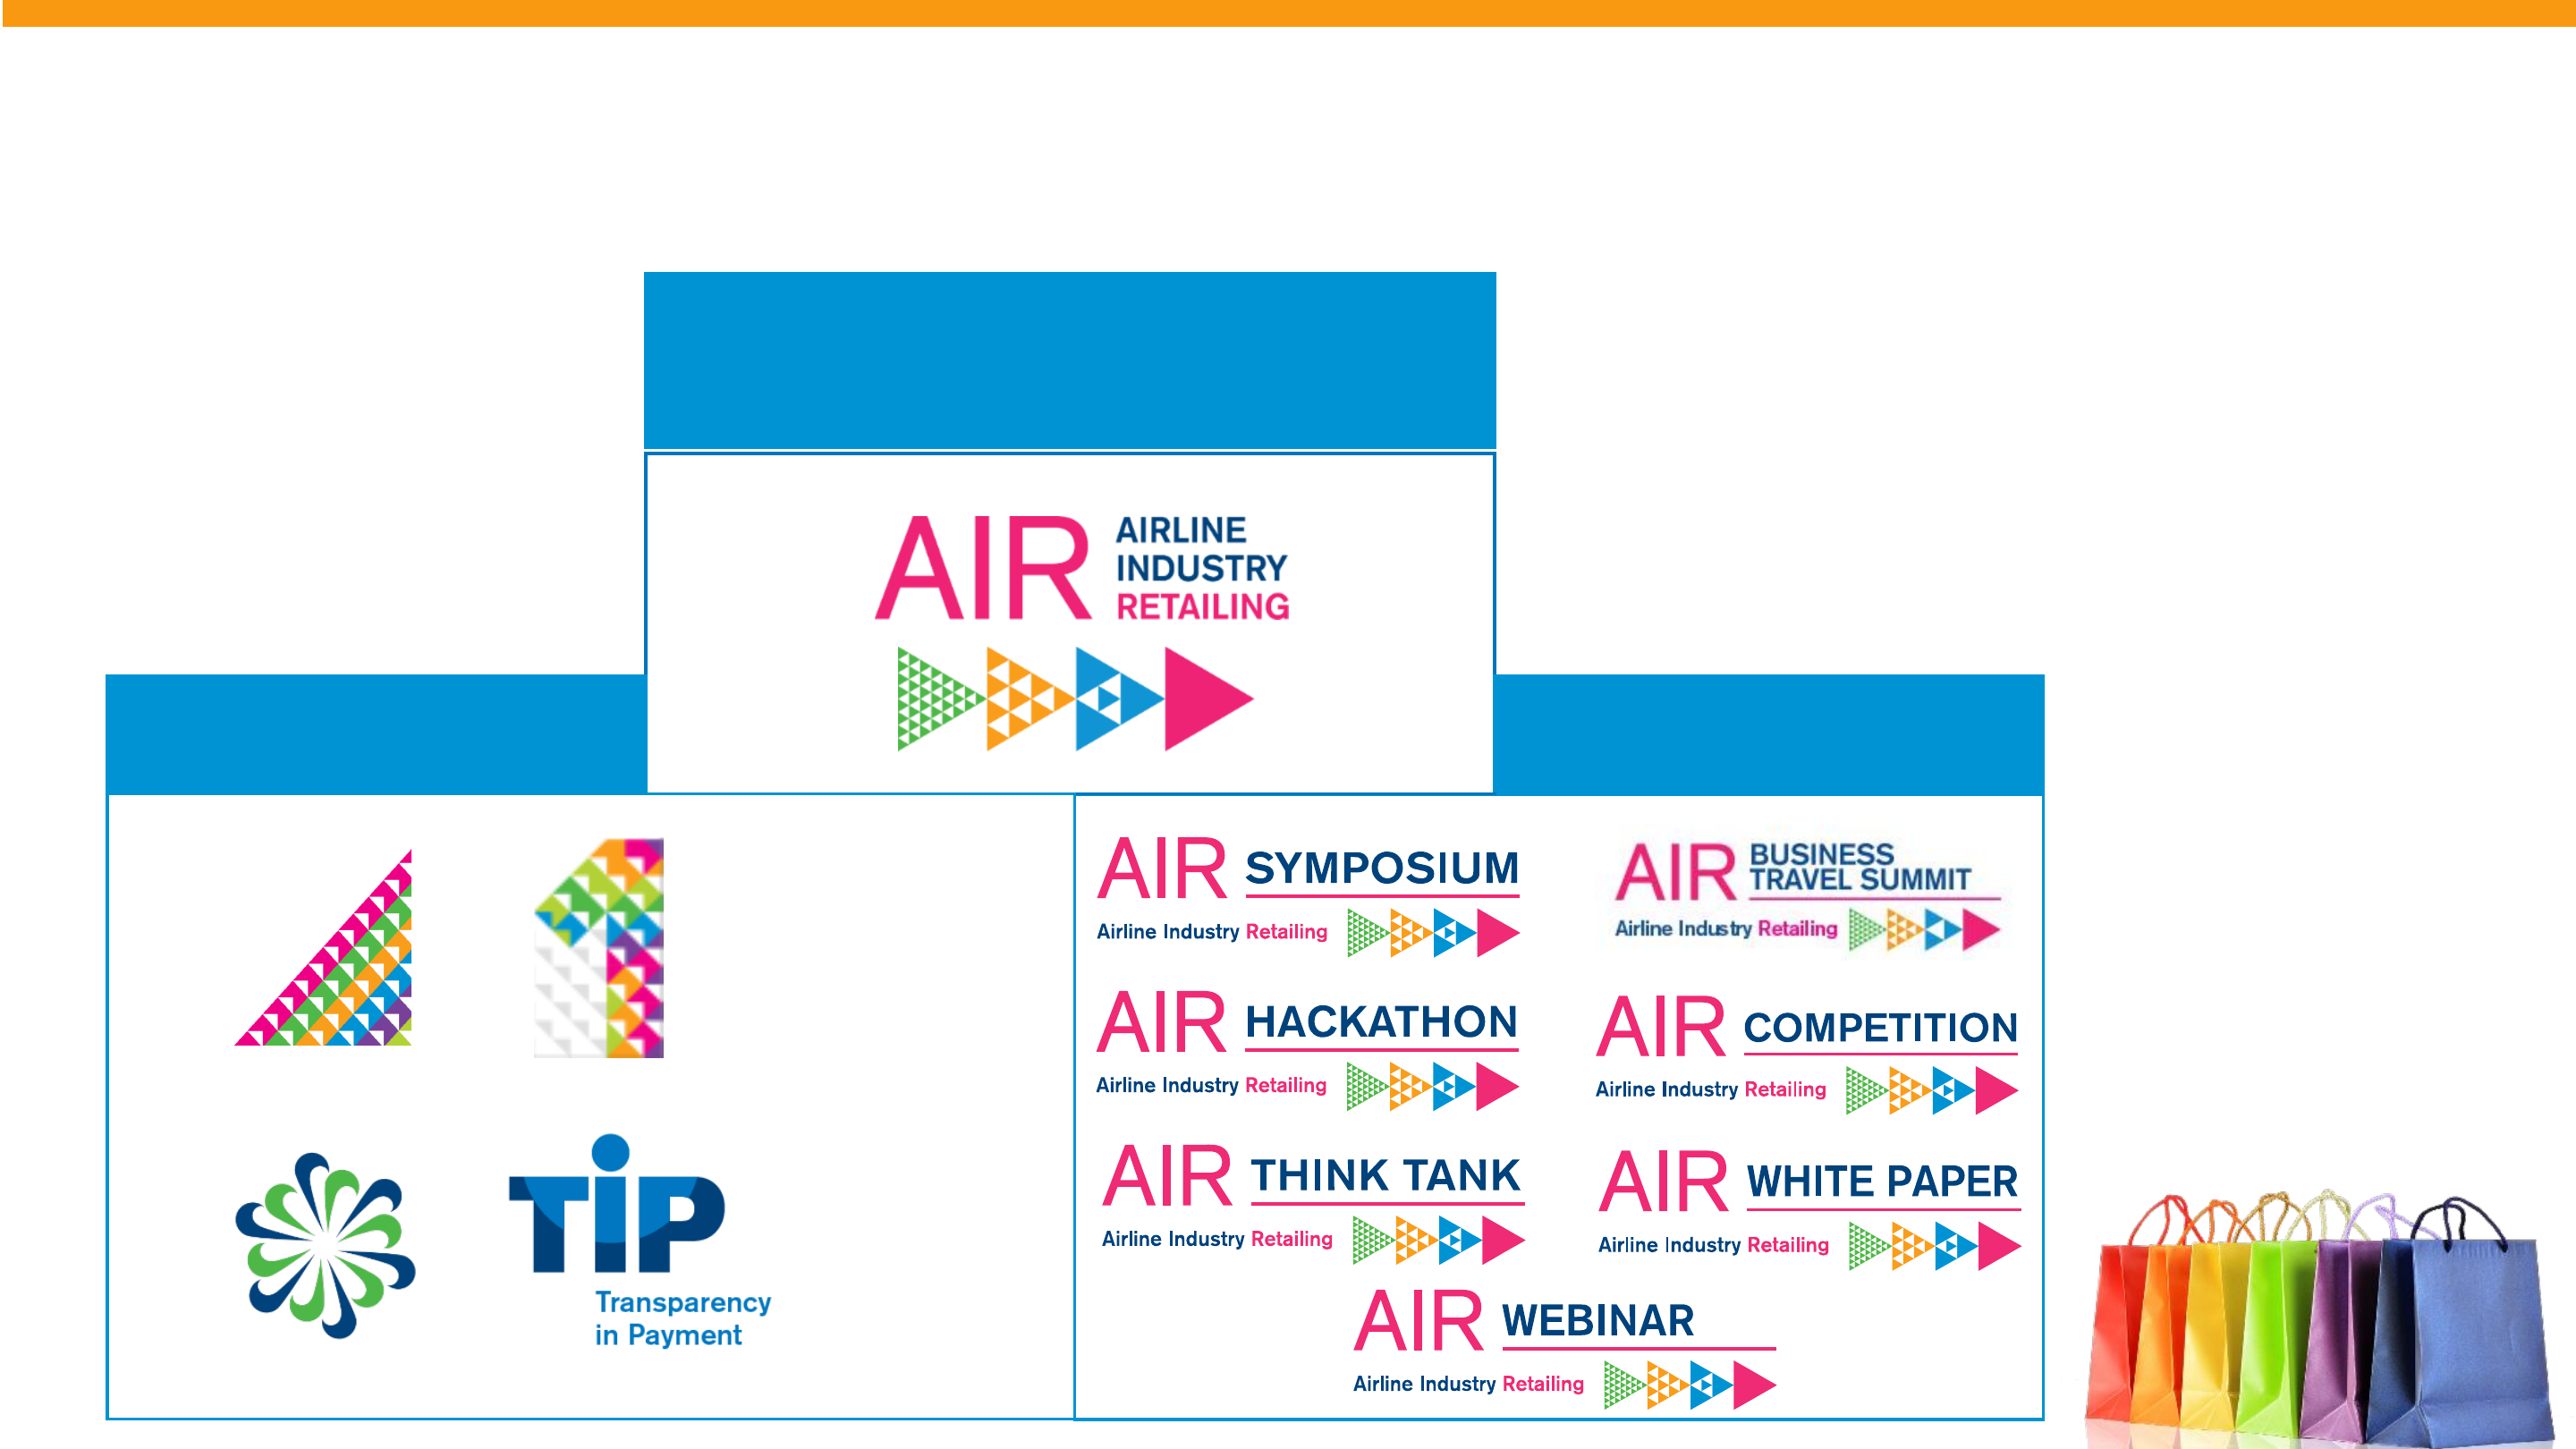 AIR
AIRLINE
INDUSTRY
RETAILING
TiP
Transparency
in Payment
AIR SYMPOSIUM
Airline Industry Retailing
AIR BUSINESS
TRAVEL SUMMIT
Airline Industry Retailing
AIR HACKATHON
Airline Industry Retailing
AIR COMPETITION
Airline Industry Retailing
AIR THINK TANK
Airline Industry Retailing
AIR WHITE PAPER
Airline Industry Retailing
AIR WEBINAR
Airline Industry Retailing